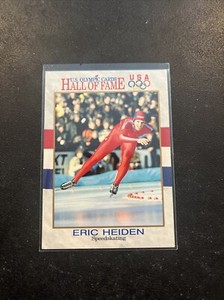 U.S. OLYMPIC CARDS
HALL OF FAME
USA
ERIC HEIDEN
Speedskating